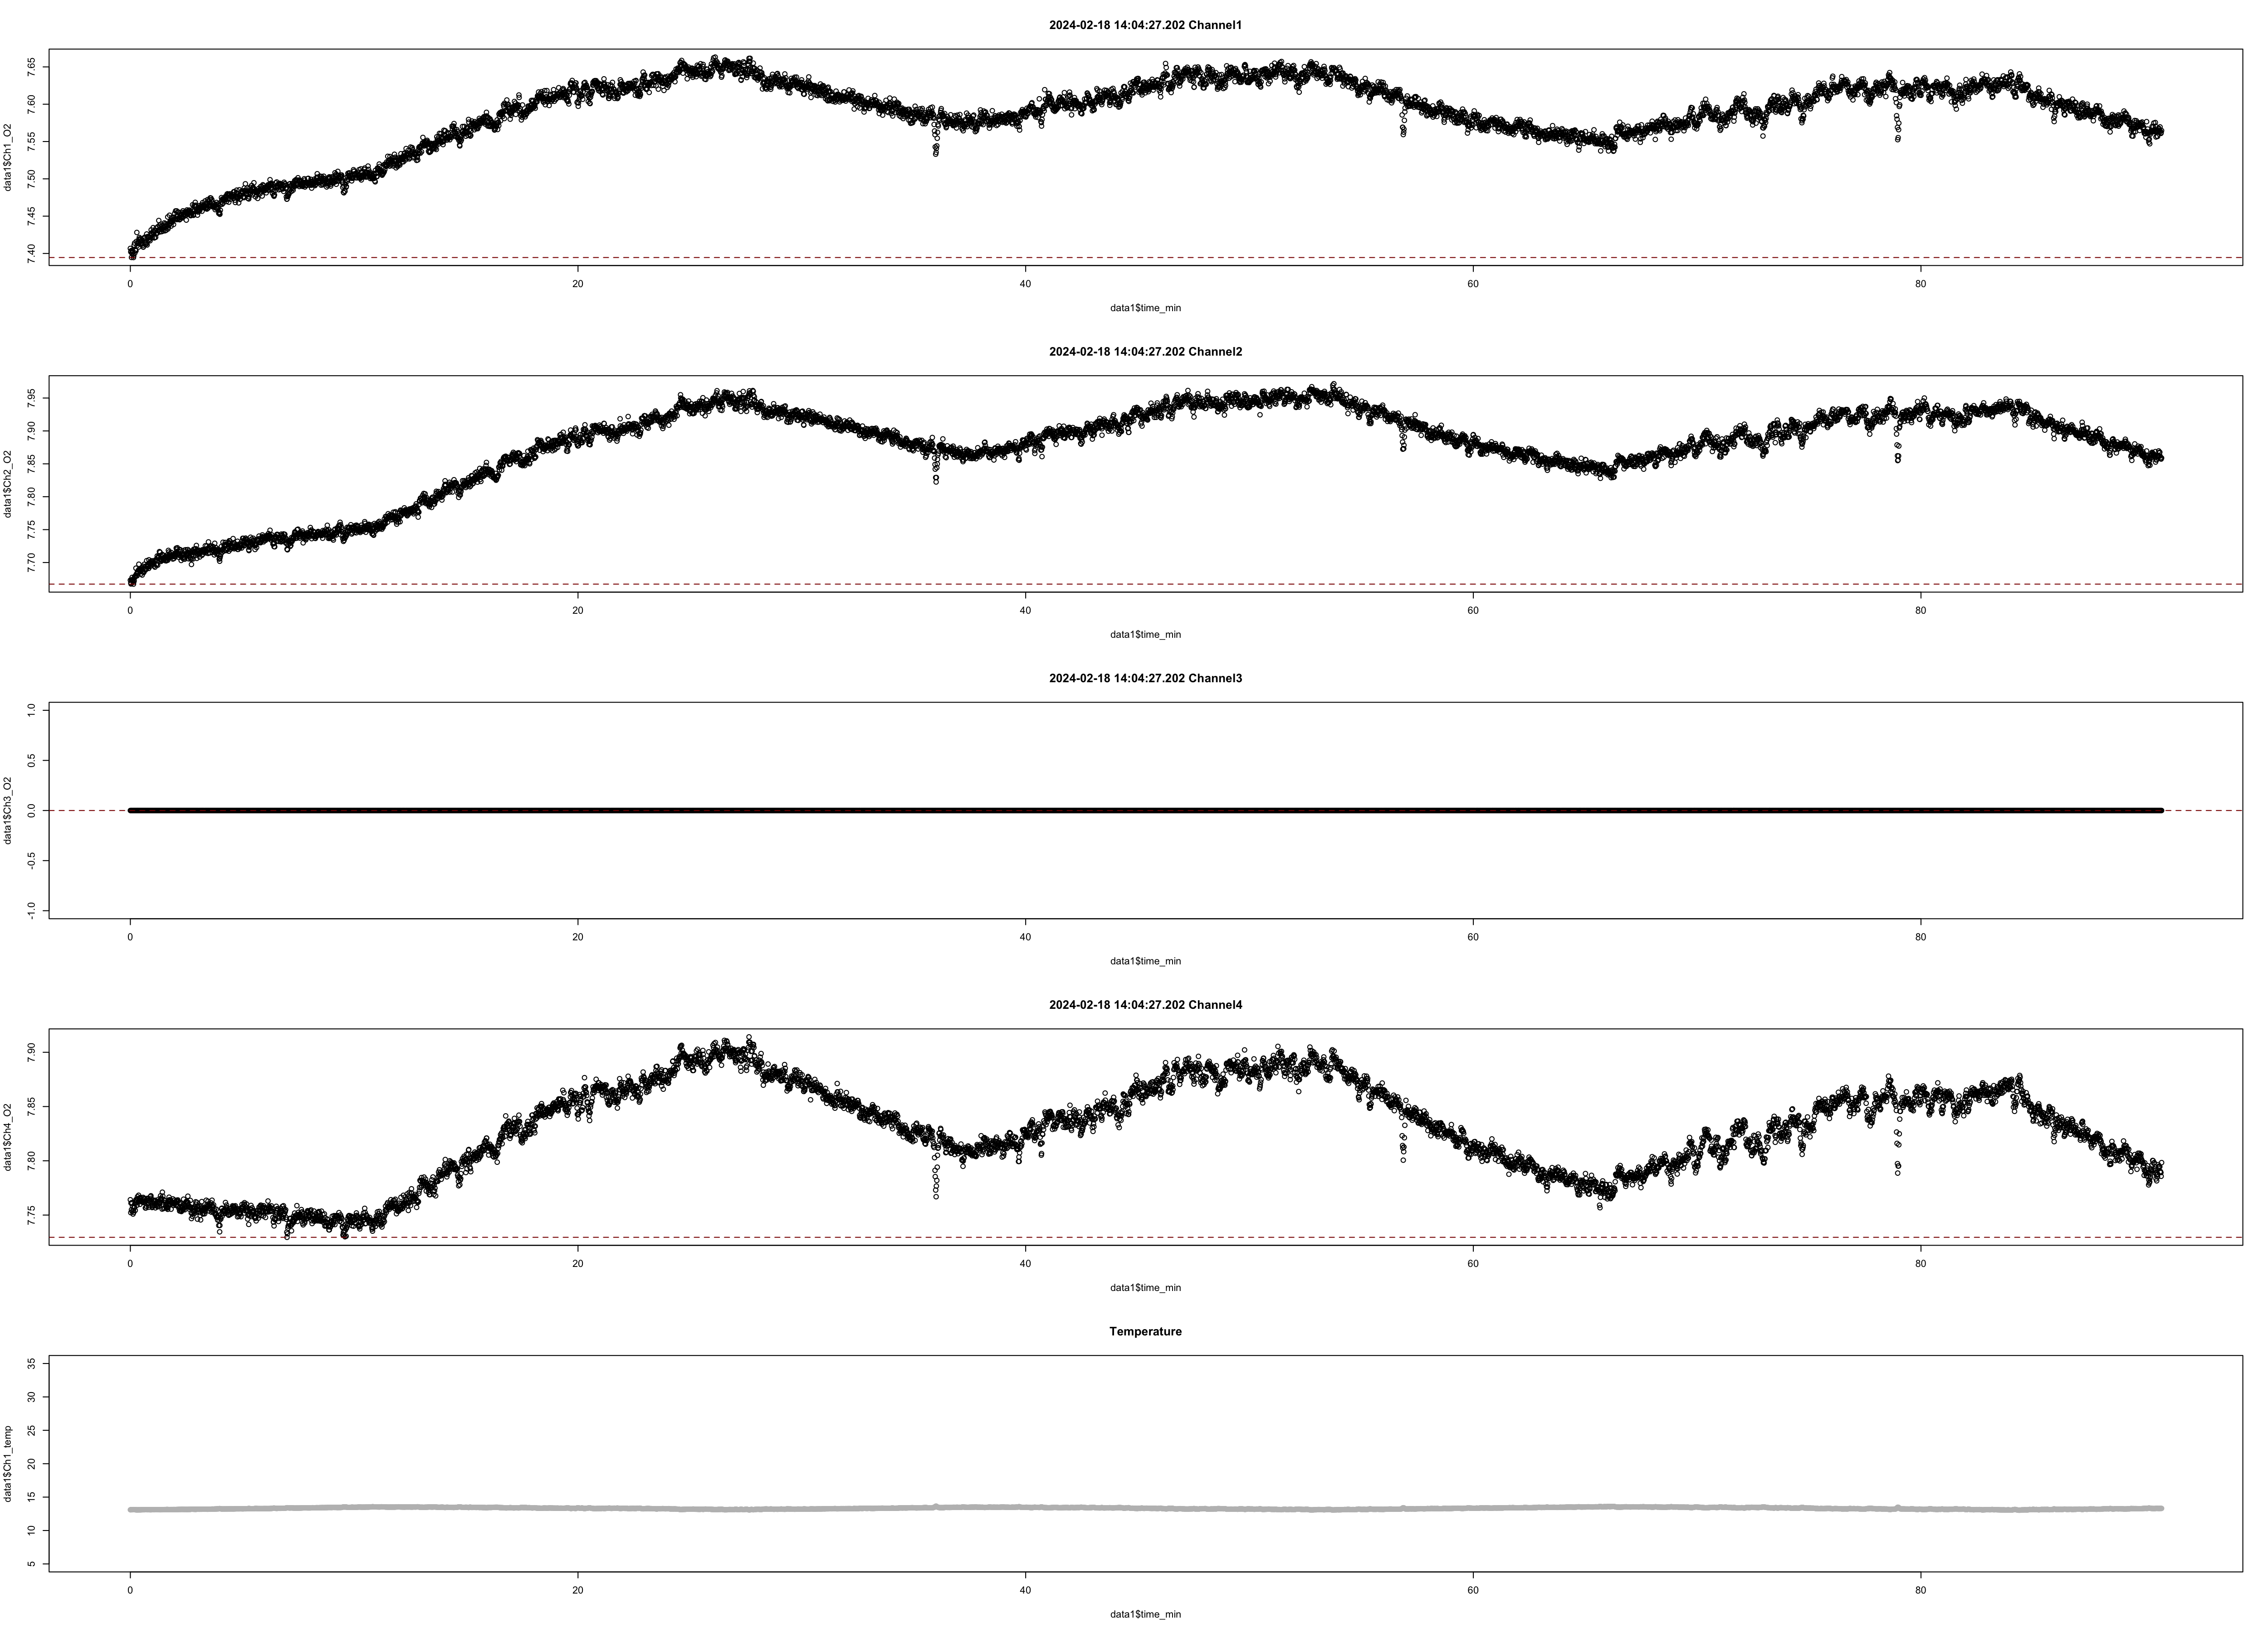 2024-02-18 14:04:27.202 Channel1
data1$Ch1_O2
7.40 7.45 7.50 7.55 7.60 7.65
0 20 40 60 80
data1$time_min
2024-02-18 14:04:27.202 Channel2
data1$Ch2_O2
7.70 7.75 7.80 7.85 7.90 7.95
0 20 40 60 80
data1$time_min
2024-02-18 14:04:27.202 Channel3
data1$Ch3_O2
-1.0 -0.5 0.0 0.5 1.0
0 20 40 60 80
data1$time_min
2024-02-18 14:04:27.202 Channel4
data1$Ch4_O2
7.75 7.80 7.85 7.90
0 20 40 60 80
data1$time_min
Temperature
data1$Ch1_temp
5 10 15 20 25 30 35
0 20 40 60 80
data1$time_min